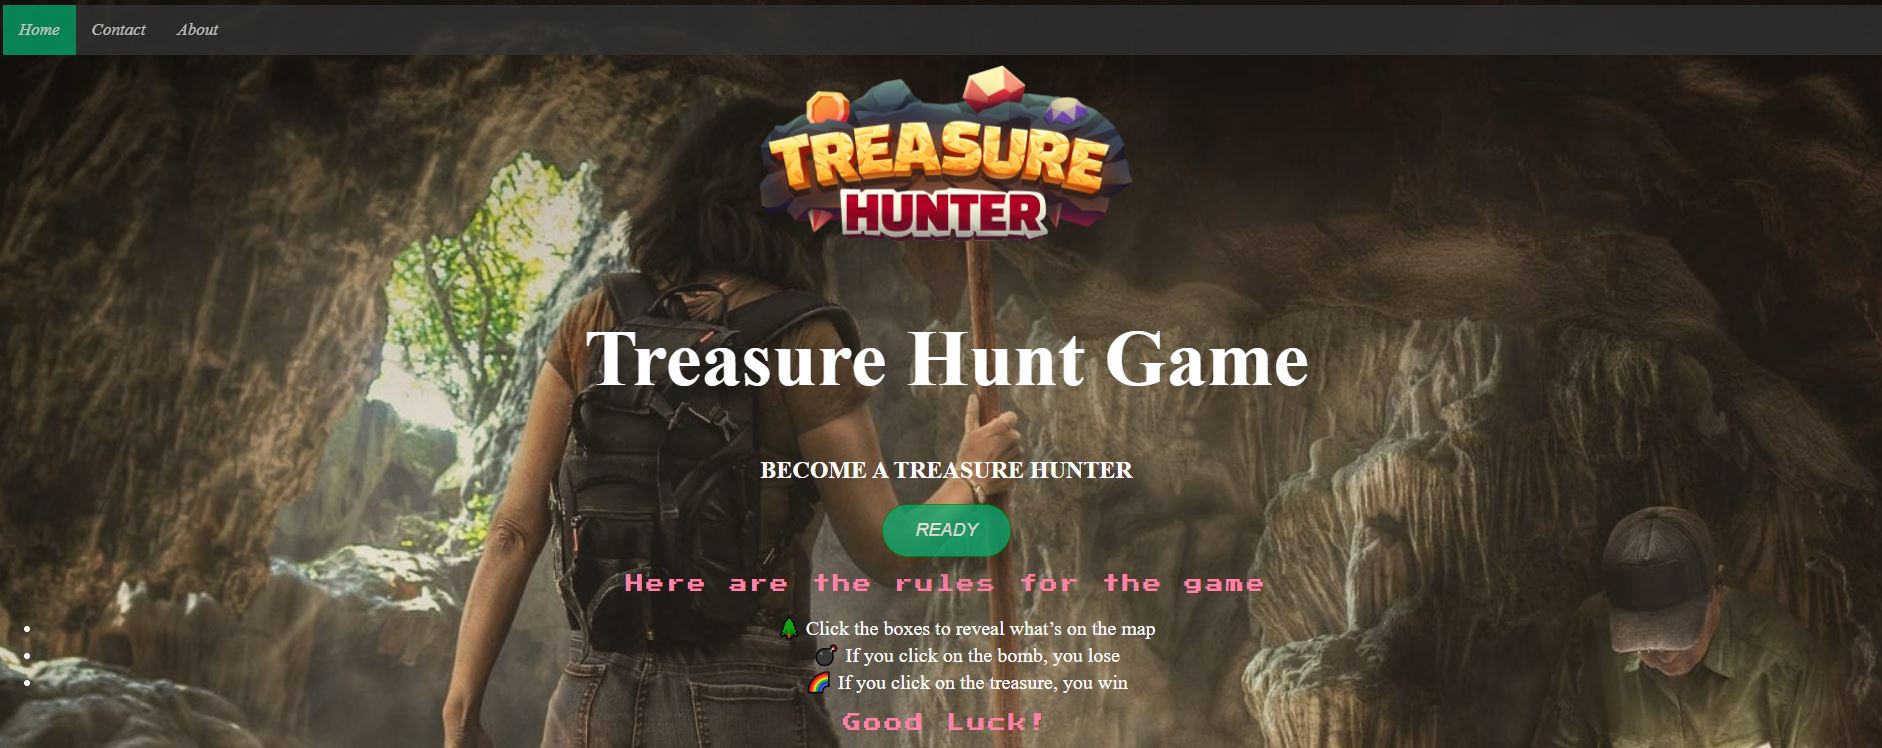 Home Contact About
TREASURE
HUNTER
Treasure Hunt Game
BECOME A TREASURE HUNTER
READY
Here are the rules for the game
🌲 Click the boxes to reveal what’s on the map
💣 If you click on the bomb, you lose
🌈 If you click on the treasure, you win
Good Luck!